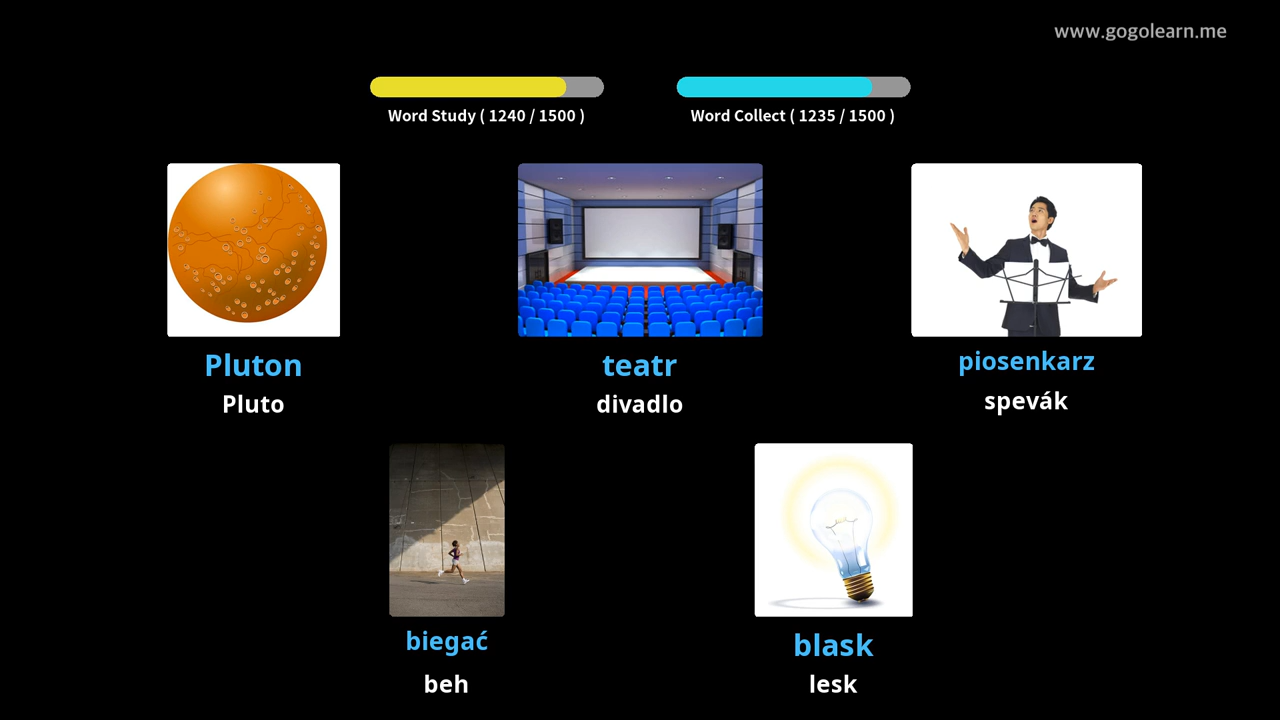 www.gogolearn.me
Word Study ( 1240 / 1500 )
Word Collect ( 1235 / 1500 )
Pluton
Pluto
teatr
divadlo
piosenkarz
spevák
biegać
beh
blask
lesk